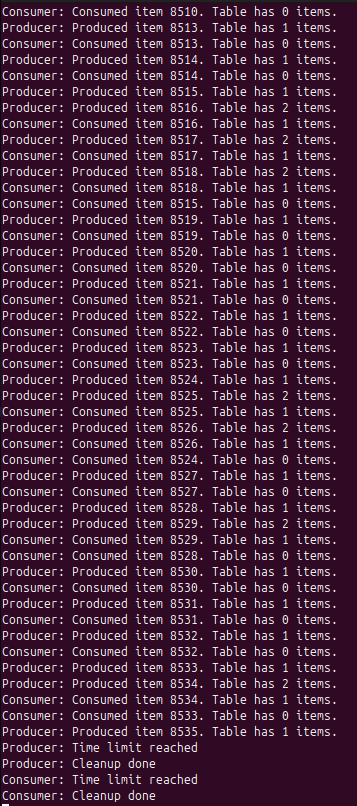 Consumer: Consumed item 8510. Table has 0 items.
Producer: Produced item 8513. Table has 1 items.
Consumer: Consumed item 8513. Table has 0 items.
Producer: Produced item 8514. Table has 1 items.
Consumer: Consumed item 8514. Table has 0 items.
Producer: Produced item 8515. Table has 1 items.
Producer: Produced item 8516. Table has 2 items.
Consumer: Consumed item 8516. Table has 1 items.
Producer: Produced item 8517. Table has 2 items.
Consumer: Consumed item 8517. Table has 1 items.
Producer: Produced item 8518. Table has 2 items.
Consumer: Consumed item 8518. Table has 1 items.
Consumer: Consumed item 8515. Table has 0 items.
Producer: Produced item 8519. Table has 1 items.
Consumer: Consumed item 8519. Table has 0 items.
Producer: Produced item 8520. Table has 1 items.
Consumer: Consumed item 8520. Table has 0 items.
Producer: Produced item 8521. Table has 1 items.
Consumer: Consumed item 8521. Table has 0 items.
Producer: Produced item 8522. Table has 1 items.
Consumer: Consumed item 8522. Table has 0 items.
Producer: Produced item 8523. Table has 1 items.
Consumer: Consumed item 8523. Table has 0 items.
Producer: Produced item 8524. Table has 1 items.
Producer: Produced item 8525. Table has 2 items.
Consumer: Consumed item 8525. Table has 1 items.
Producer: Produced item 8526. Table has 2 items.
Consumer: Consumed item 8526. Table has 1 items.
Consumer: Consumed item 8524. Table has 0 items.
Producer: Produced item 8527. Table has 1 items.
Consumer: Consumed item 8527. Table has 0 items.
Producer: Produced item 8528. Table has 1 items.
Producer: Produced item 8529. Table has 2 items.
Consumer: Consumed item 8529. Table has 1 items.
Consumer: Consumed item 8528. Table has 0 items.
Producer: Produced item 8530. Table has 1 items.
Consumer: Consumed item 8530. Table has 0 items.
Producer: Produced item 8531. Table has 1 items.
Consumer: Consumed item 8531. Table has 0 items.
Producer: Produced item 8532. Table has 1 items.
Consumer: Consumed item 8532. Table has 0 items.
Producer: Produced item 8533. Table has 1 items.
Producer: Produced item 8534. Table has 2 items.
Consumer: Consumed item 8534. Table has 1 items.
Consumer: Consumed item 8533. Table has 0 items.
Producer: Produced item 8535. Table has 1 items.
Producer: Time limit reached
Producer: Cleanup done
Consumer: Time limit reached
Consumer: Cleanup done